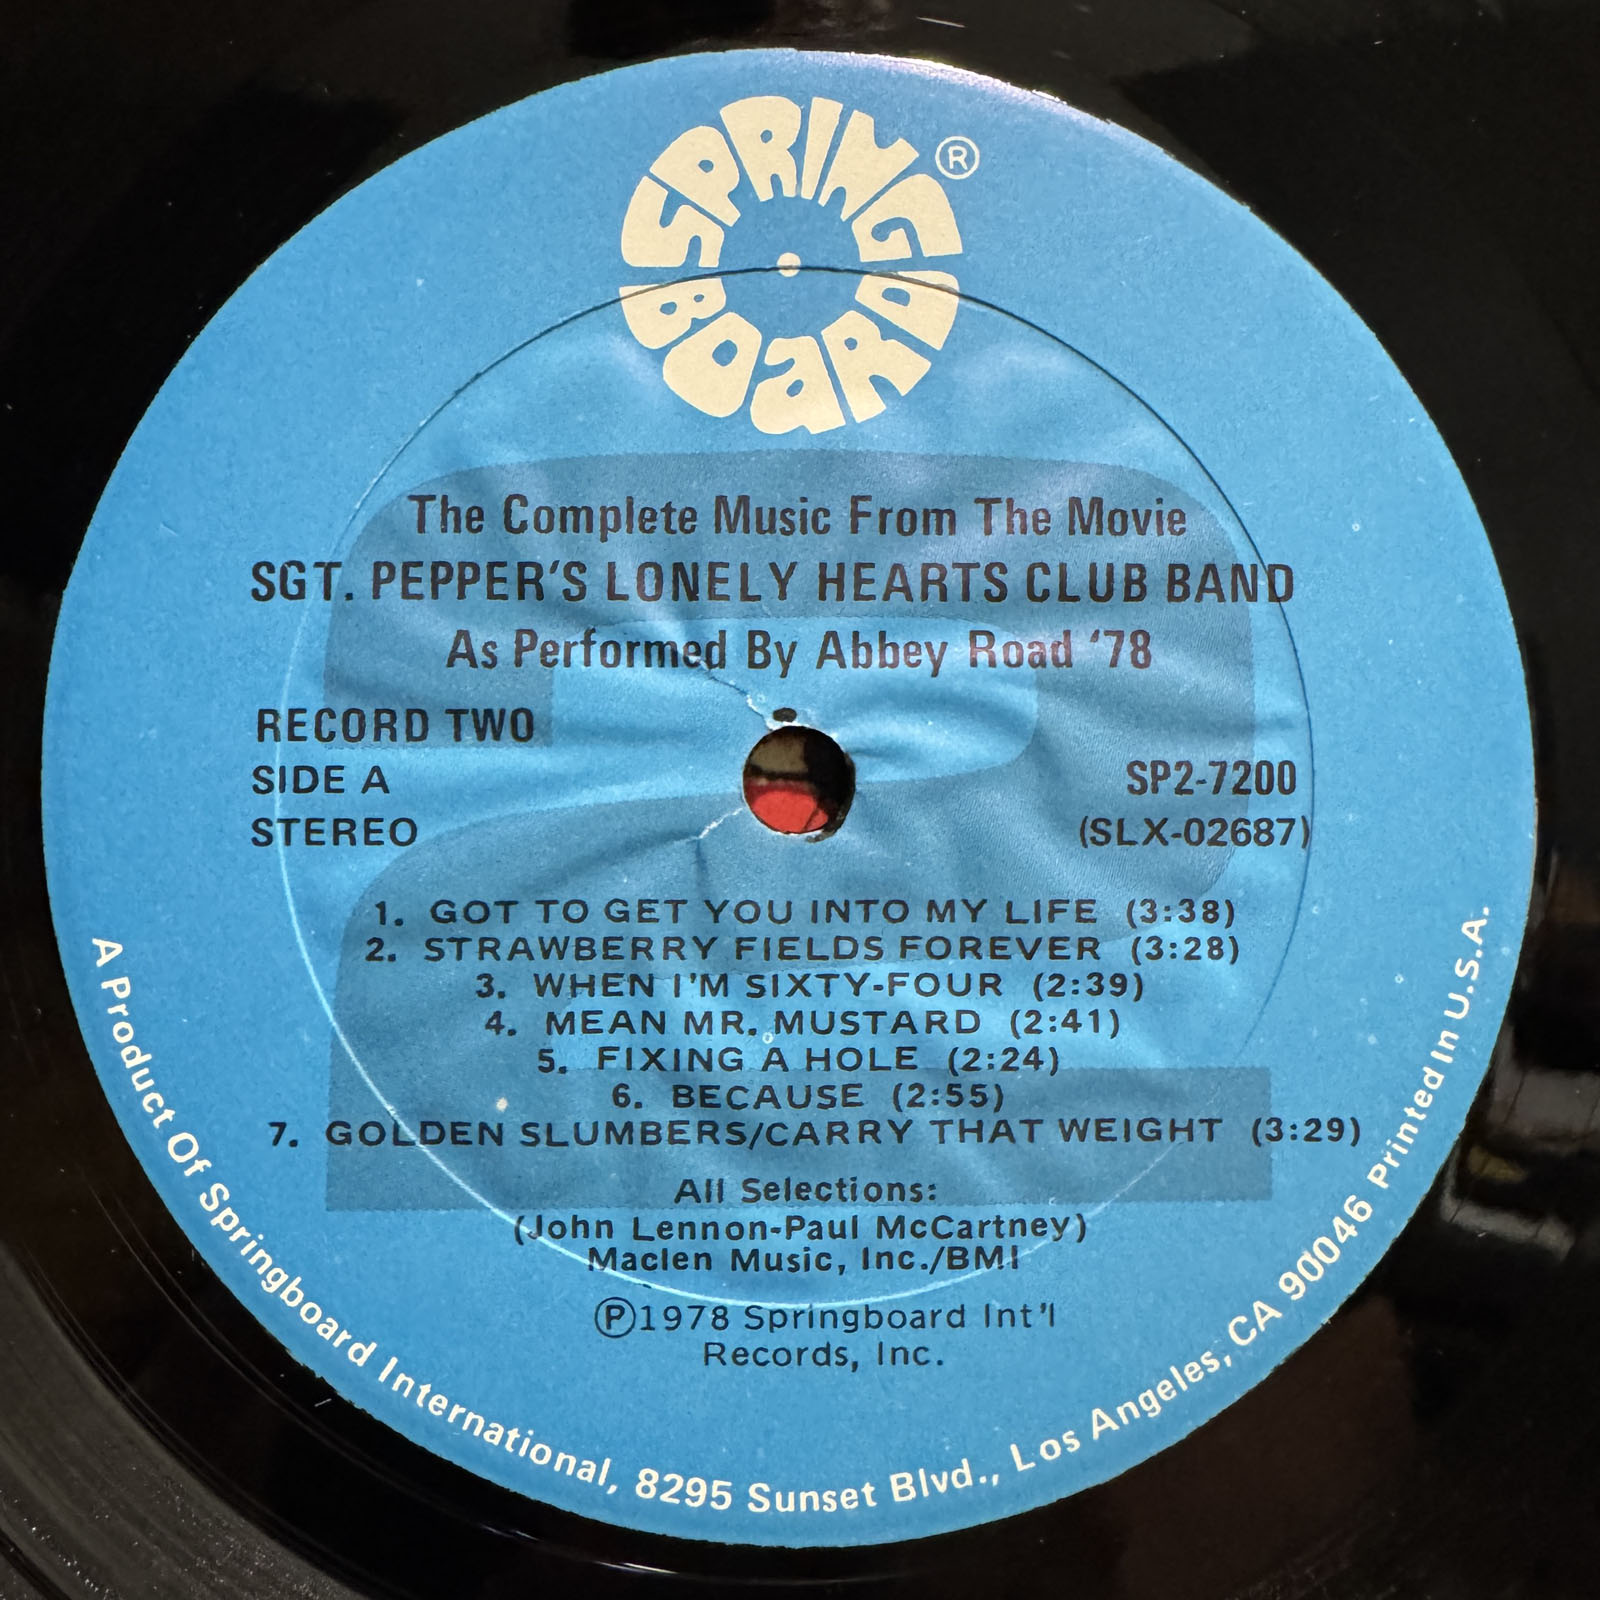 SPRINGBOARD ®
The Complete Music From The Movie
SGT. PEPPER'S LONELY HEARTS CLUB BAND
As Performed By Abbey Road '78
RECORD TWO
SIDE A
STEREO
SP2-7200
(SLX-02687)
1. GOT TO GET YOU INTO MY LIFE (3:38)
2. STRAWBERRY FIELDS FOREVER (3:28)
3. WHEN I'M SIXTY-FOUR (2:39)
4. MEAN MR. MUSTARD (2:41)
5. FIXING A HOLE (2:24)
6. BECAUSE (2:55)
7. GOLDEN SLUMBERS/CARRY THAT WEIGHT (3:29)
All Selections:
(John Lennon-Paul McCartney)
Maclen Music, Inc./BMI
Ⓟ1978 Springboard Int'l
Records, Inc.
A Product Of Springboard International, 8295 Sunset Blvd., Los Angeles, CA 90046 Printed In U.S.A.
2